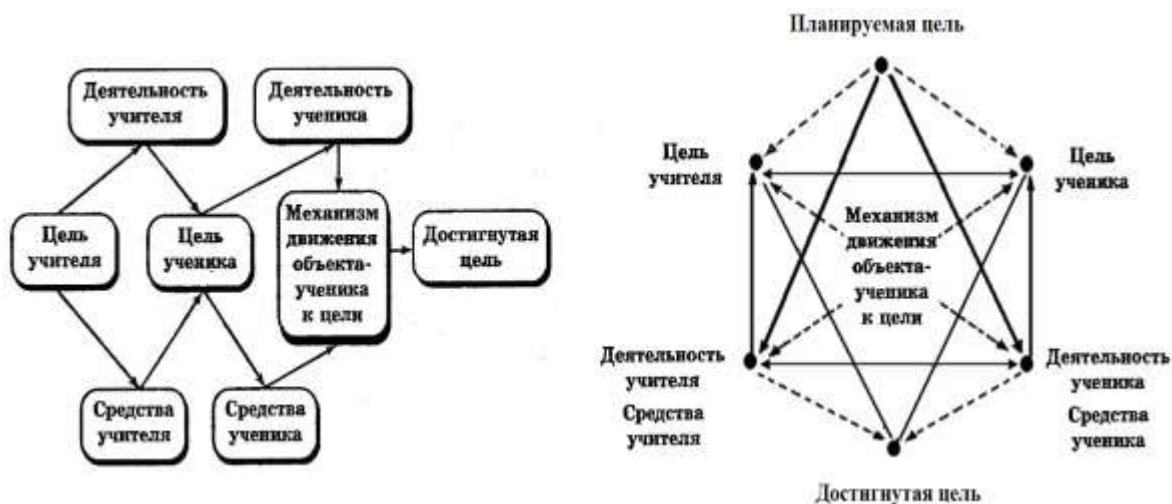 Деятельность
учителя
Деятельность
ученика
Цель
учителя
Цель
ученика
Механизм
движения
объекта-
ученика
к цели
Достигнутая
цель
Средства
учителя
Средства
ученика
Планируемая цель
Цель
учителя
Цель
ученика
Механизм
движения
объекта-
ученика
к цели
Деятельность
учителя
Средства
учителя
Деятельность
ученика
Средства
ученика
Достигнутая цель